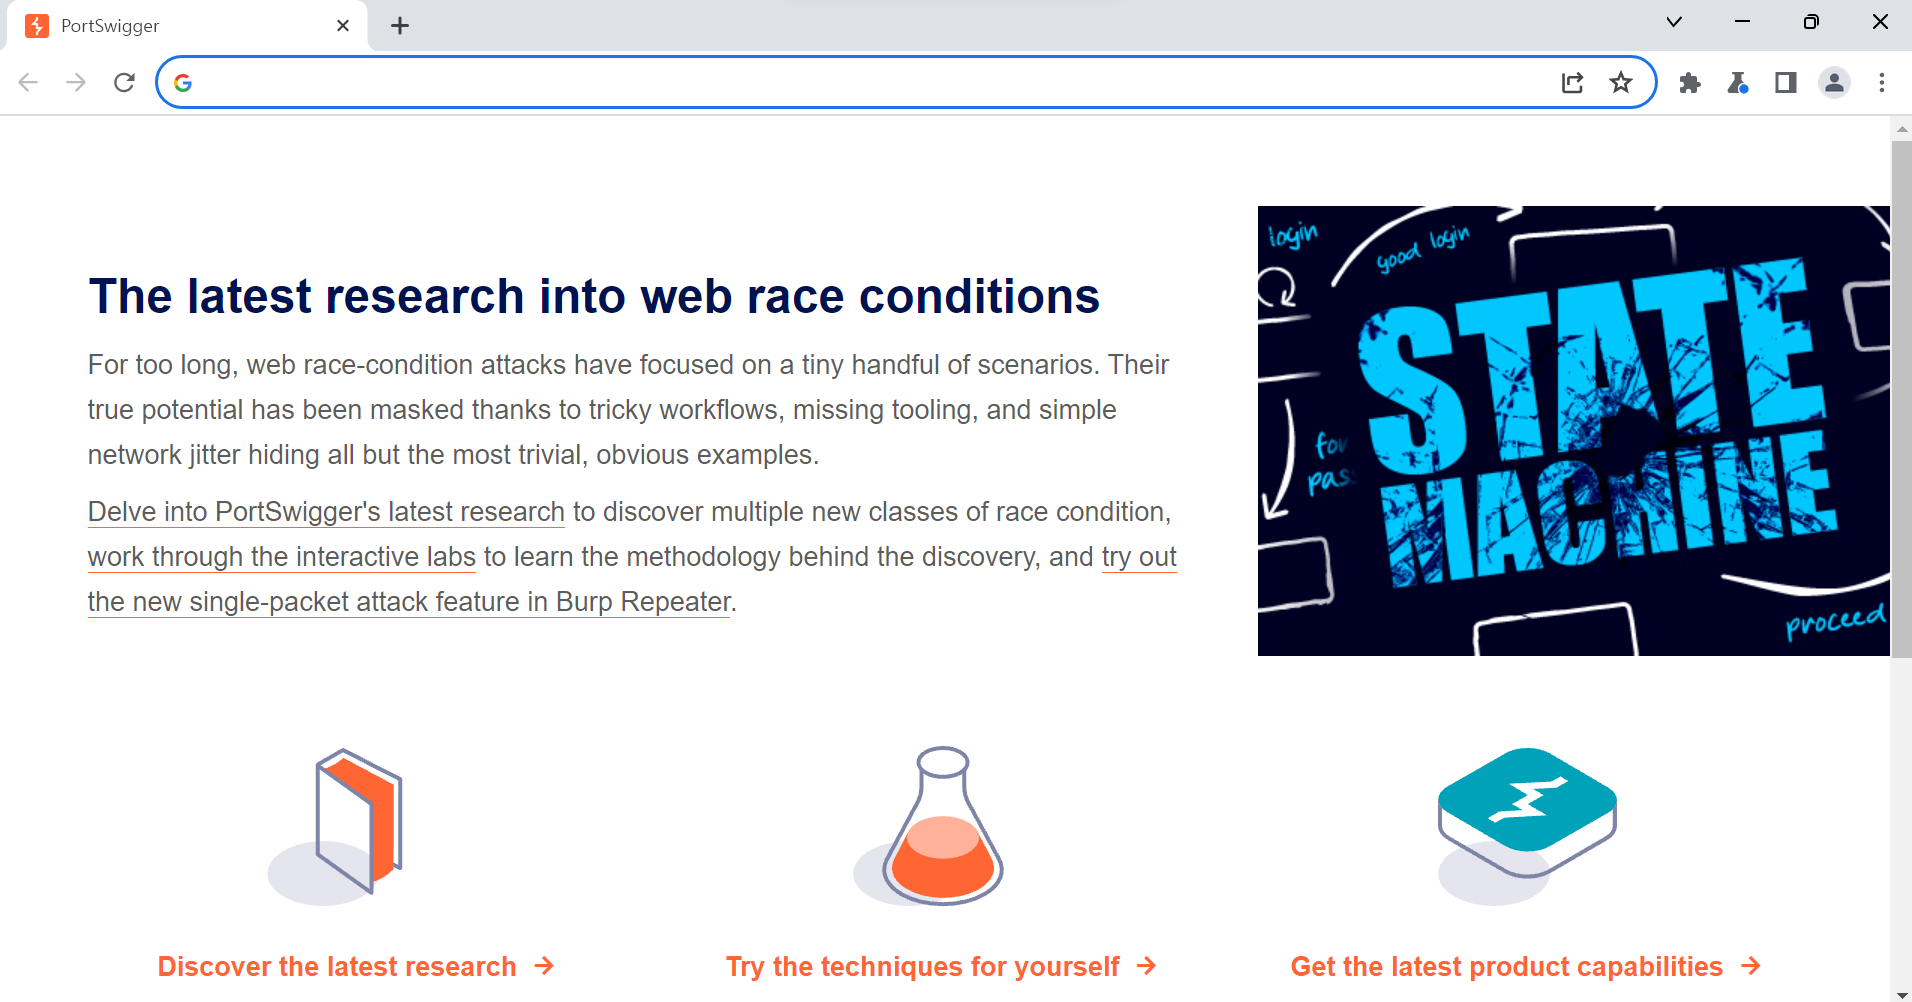 PortSwigger
The latest research into web race conditions
For too long, web race-condition attacks have focused on a tiny handful of scenarios. Their
true potential has been masked thanks to tricky workflows, missing tooling, and simple
network jitter hiding all but the most trivial, obvious examples.
Delve into PortSwigger's latest research to discover multiple new classes of race condition,
work through the interactive labs to learn the methodology behind the discovery, and try out
the new single-packet attack feature in Burp Repeater.
login
good login
STATE
MACHINE
for
proceed
Discover the latest research →
Try the techniques for yourself →
Get the latest product capabilities →